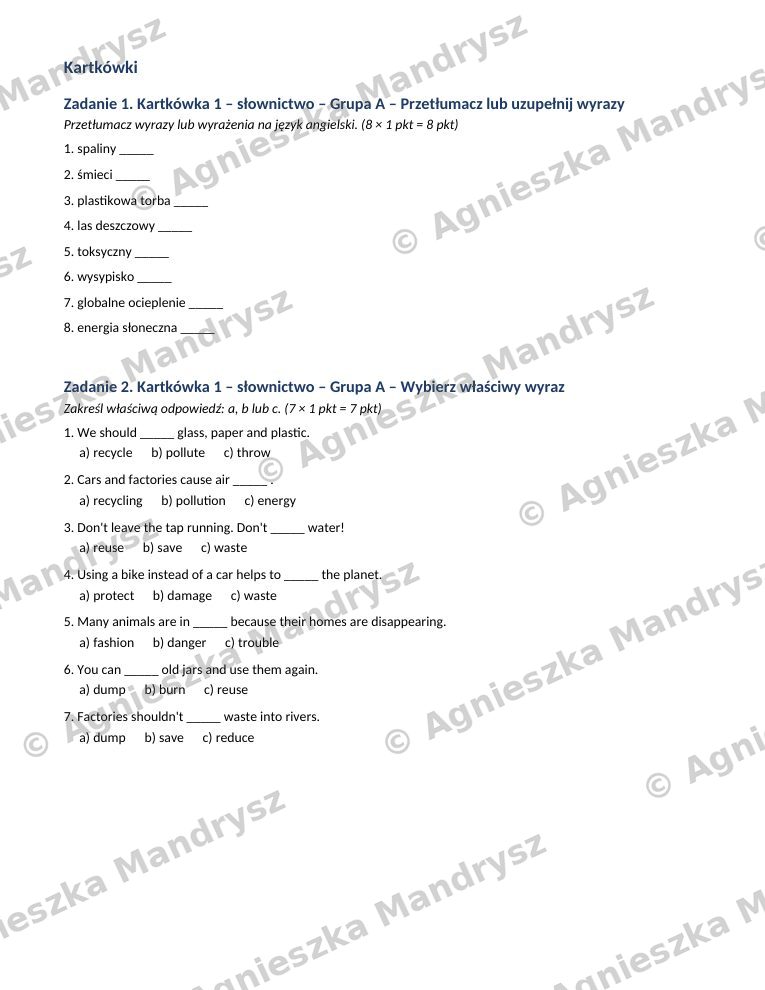 Kartkówki
Zadanie 1. Kartkówka 1 – słownictwo – Grupa A – Przetłumacz lub uzupełnij wyrazy
Przetłumacz wyrazy lub wyrażenia na język angielski. (8 × 1 pkt = 8 pkt)
1. spaliny _____
2. śmieci _____
3. plastikowa torba _____
4. las deszczowy _____
5. toksyczny _____
6. wysypisko _____
7. globalne ocieplenie _____
8. energia słoneczna _____
Zadanie 2. Kartkówka 1 – słownictwo – Grupa A – Wybierz właściwy wyraz
Zakreśl właściwą odpowiedź: a, b lub c. (7 × 1 pkt = 7 pkt)
1. We should _____ glass, paper and plastic.
a) recycle b) pollute c) throw
2. Cars and factories cause air _____ .
a) recycling b) pollution c) energy
3. Don't leave the tap running. Don't _____ water!
a) reuse b) save c) waste
4. Using a bike instead of a car helps to _____ the planet.
a) protect b) damage c) waste
5. Many animals are in _____ because their homes are disappearing.
a) fashion b) danger c) trouble
6. You can _____ old jars and use them again.
a) dump b) burn c) reuse
7. Factories shouldn't _____ waste into rivers.
a) dump b) save c) reduce
© Agnieszka Mandrysz